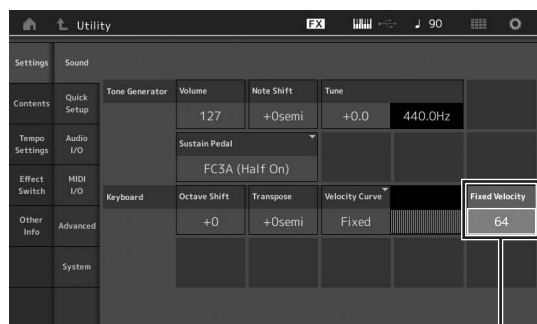 Utility
FX
90
Settings
Sound
Contents
Quick
Setup
Tempo
Settings
Audio
I/O
Effect
Switch
MIDI
I/O
Other
Info
Advanced
System
Tone Generator
Volume
127
Note Shift
+0semi
Tune
+0.0
440.0Hz
Sustain Pedal
FC3A (Half On)
Keyboard
Octave Shift
+0
Transpose
+0semi
Velocity Curve
Fixed
Fixed Velocity
64